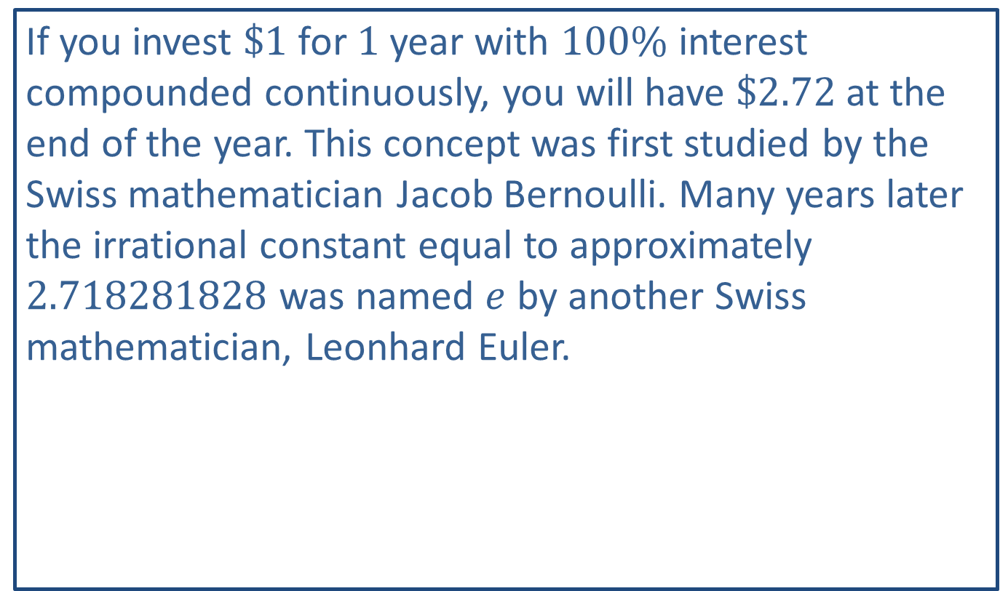 If you invest $1 for 1 year with 100% interest
compounded continuously, you will have $2.72 at the
end of the year. This concept was first studied by the
Swiss mathematician Jacob Bernoulli. Many years later
the irrational constant equal to approximately
2.718281828 was named e by another Swiss
mathematician, Leonhard Euler.